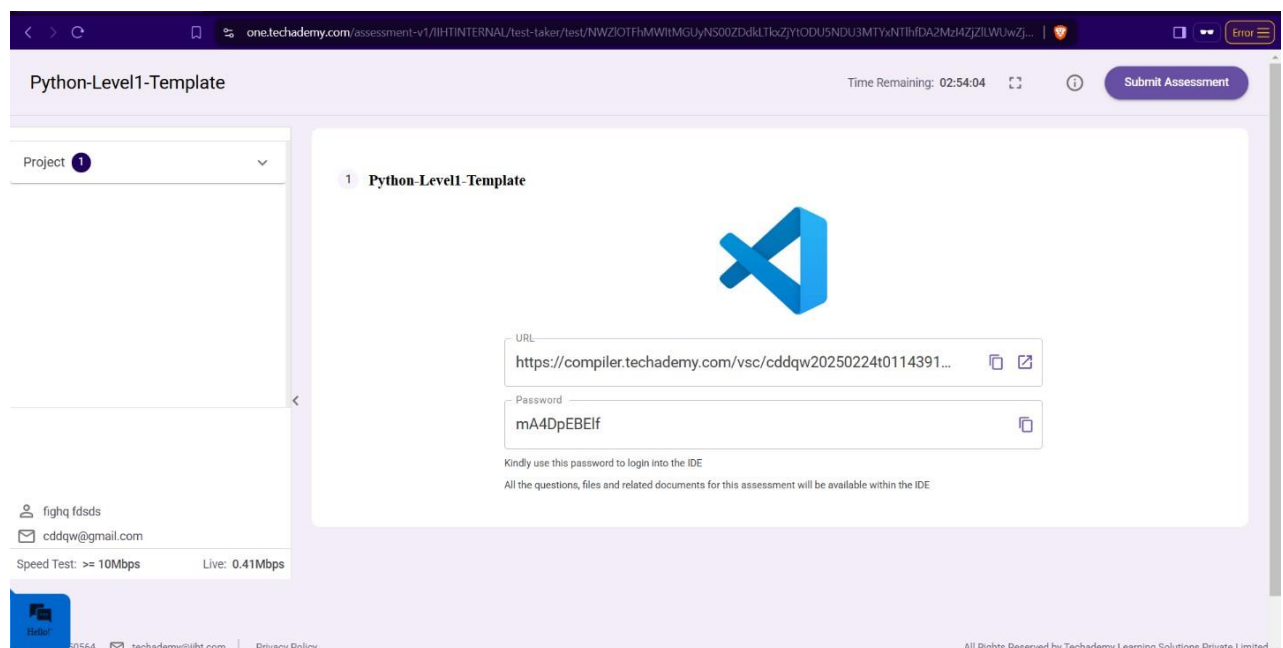 one.techademy.com/assessment-v1/IIHTINTERNAL/test-taker/test/
Error
Python-Level1-Template
Time Remaining: 02:54:04
Submit Assessment
Project 1
1 Python-Level1-Template
URL
https://compiler.techademy.com/vsc/cddqw20250224t0114391...
Password
mA4DpEBElf
Kindly use this password to login into the IDE
All the questions, files and related documents for this assessment will be available within the IDE
fighq fdsds
cddqw@gmail.com
Speed Test: >= 10Mbps Live: 0.41Mbps
Hello!
techademy@iiht.com | Privacy Policy
All Rights Reserved by Techademy Learning Solutions Private Limited